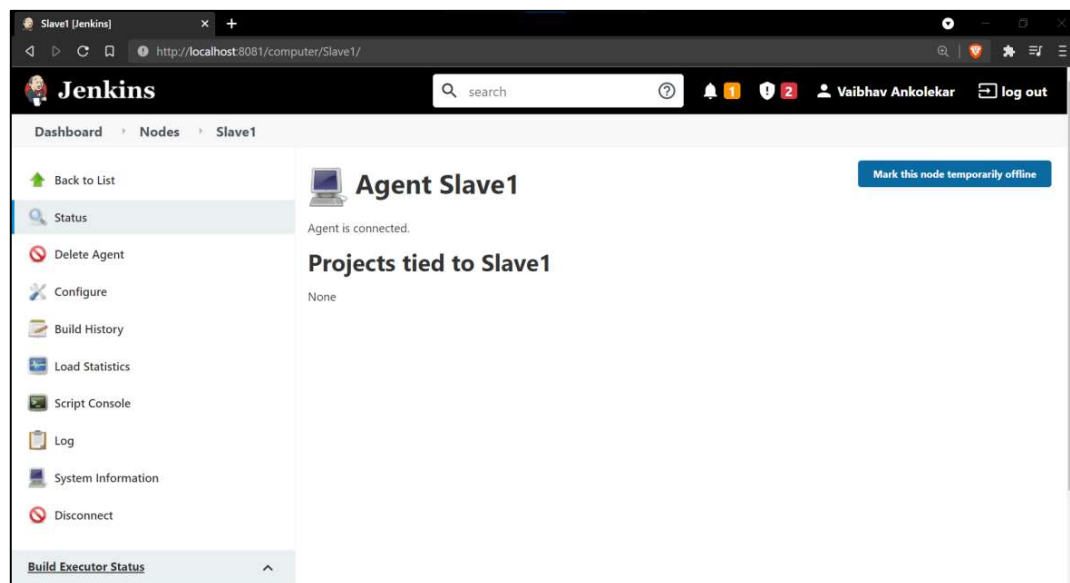 Slave1 [Jenkins]
http://localhost:8081/computer/Slave1/
Jenkins
search
1
2
Vaibhav Ankolekar
log out
Dashboard
Nodes
Slave1
Back to List
Status
Delete Agent
Configure
Build History
Load Statistics
Script Console
Log
System Information
Disconnect
Build Executor Status
Agent Slave1
Mark this node temporarily offline
Agent is connected.
Projects tied to Slave1
None